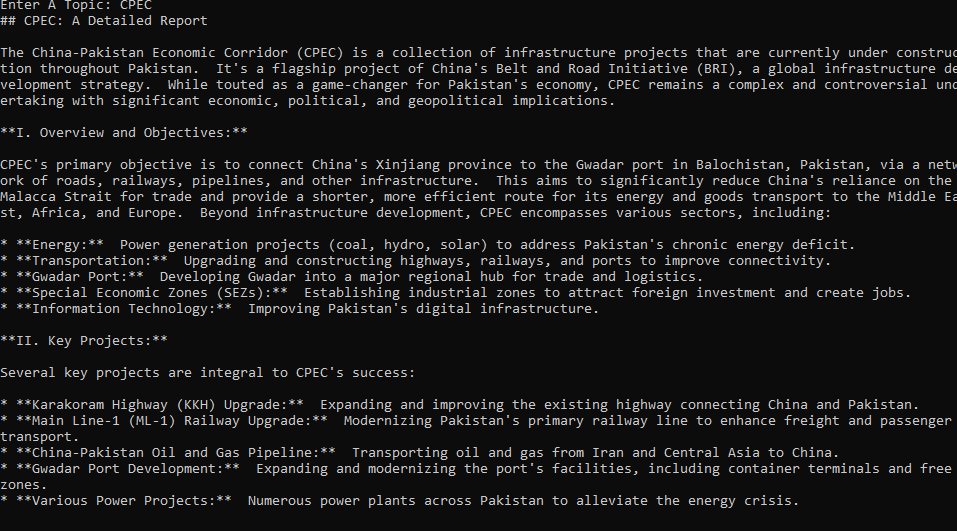 Enter A Topic: CPEC
## CPEC: A Detailed Report
The China-Pakistan Economic Corridor (CPEC) is a collection of infrastructure projects that are currently under construc
tion throughout Pakistan.  It's a flagship project of China's Belt and Road Initiative (BRI), a global infrastructure de
velopment strategy.  While touted as a game-changer for Pakistan's economy, CPEC remains a complex and controversial und
ertaking with significant economic, political, and geopolitical implications.
**I. Overview and Objectives:**
CPEC's primary objective is to connect China's Xinjiang province to the Gwadar port in Balochistan, Pakistan, via a netw
ork of roads, railways, pipelines, and other infrastructure.  This aims to significantly reduce China's reliance on the
Malacca Strait for trade and provide a shorter, more efficient route for its energy and goods transport to the Middle Ea
st, Africa, and Europe.  Beyond infrastructure development, CPEC encompasses various sectors, including:
* **Energy:**  Power generation projects (coal, hydro, solar) to address Pakistan's chronic energy deficit.
* **Transportation:**  Upgrading and constructing highways, railways, and ports to improve connectivity.
* **Gwadar Port:**  Developing Gwadar into a major regional hub for trade and logistics.
* **Special Economic Zones (SEZs):**  Establishing industrial zones to attract foreign investment and create jobs.
* **Information Technology:**  Improving Pakistan's digital infrastructure.
**II. Key Projects:**
Several key projects are integral to CPEC's success:
* **Karakoram Highway (KKH) Upgrade:**  Expanding and improving the existing highway connecting China and Pakistan.
* **Main Line-1 (ML-1) Railway Upgrade:**  Modernizing Pakistan's primary railway line to enhance freight and passenger
transport.
* **China-Pakistan Oil and Gas Pipeline:**  Transporting oil and gas from Iran and Central Asia to China.
* **Gwadar Port Development:**  Expanding and modernizing the port's facilities, including container terminals and free
zones.
* **Various Power Projects:**  Numerous power plants across Pakistan to alleviate the energy crisis.